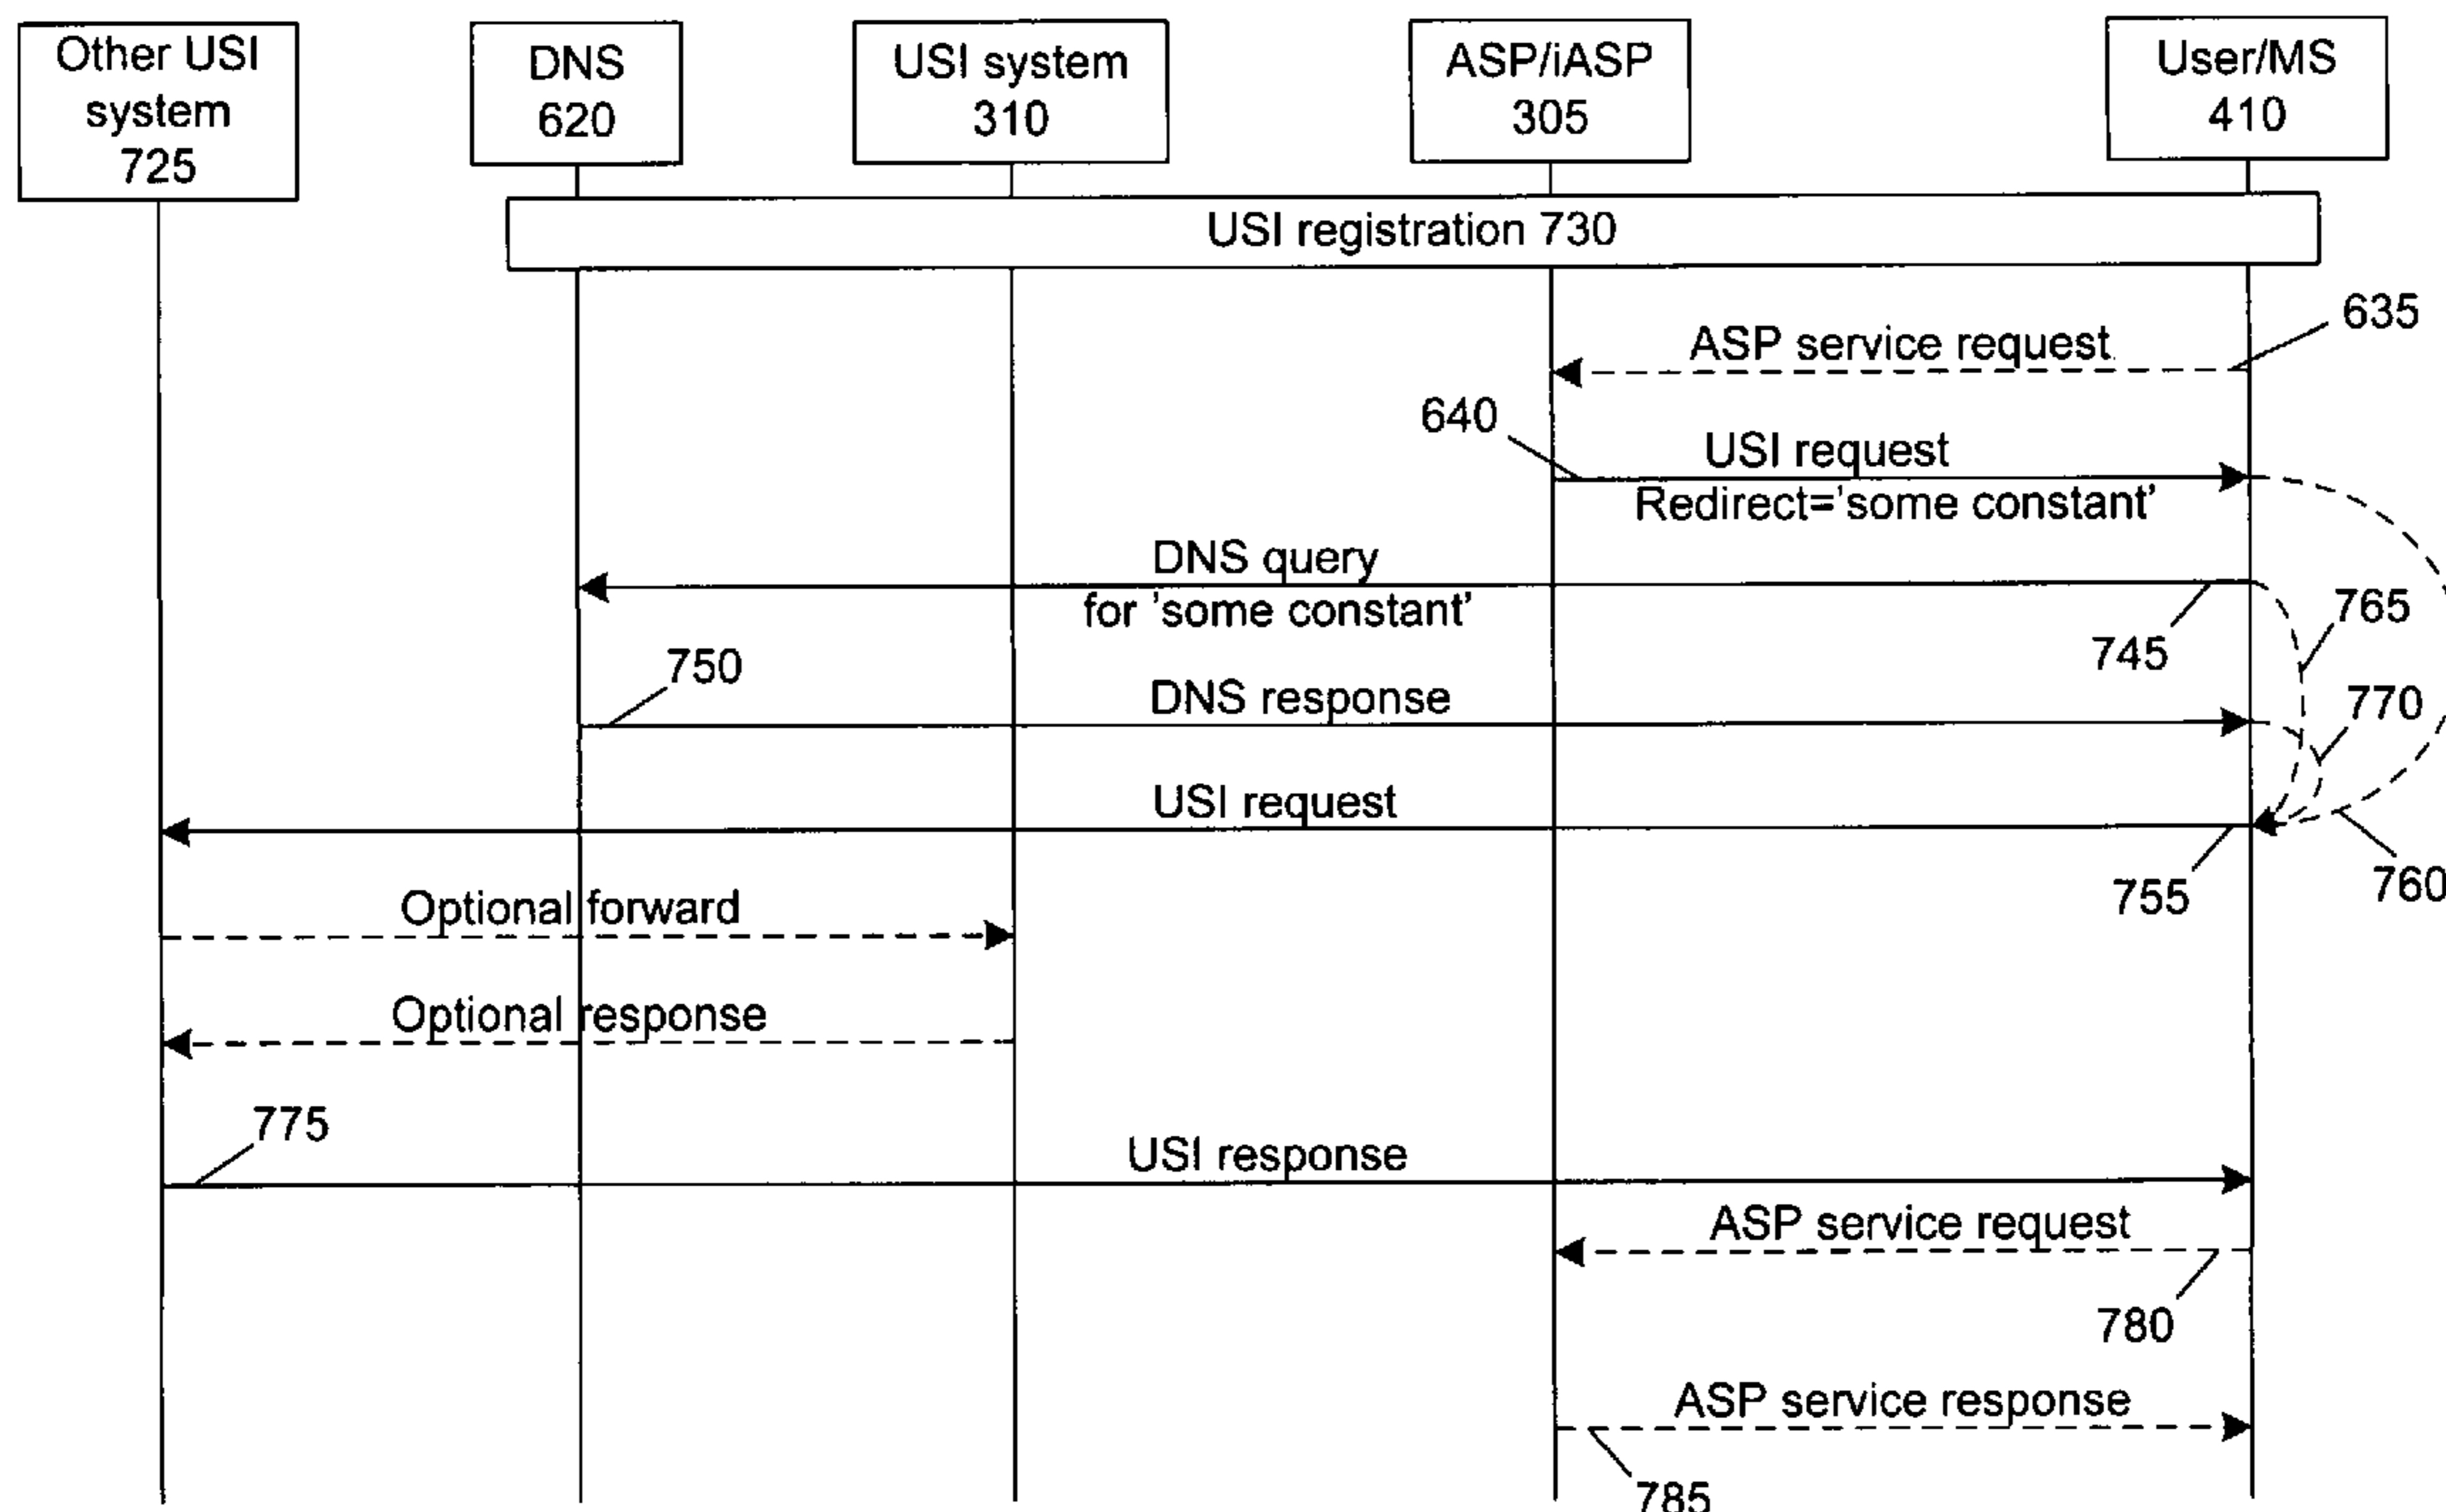 Other USI
system
725
DNS
620
USI system
310
ASP/iASP
305
User/MS
410
USI registration 730
635
ASP service request
640
USI request
Redirect='some constant'
DNS query
for 'some constant'
765
745
750
DNS response
770
USI request
755
760
Optional forward
Optional response
775
USI response
ASP service request
780
ASP service response
785